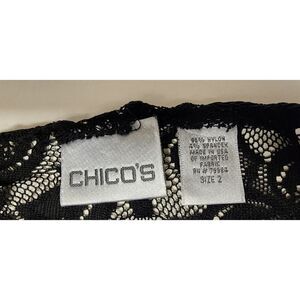 CHICO'S
96% NYLON
4% SPANDEX
MADE IN USA
OF IMPORTED
FABRIC
RN # 79984
SIZE 2